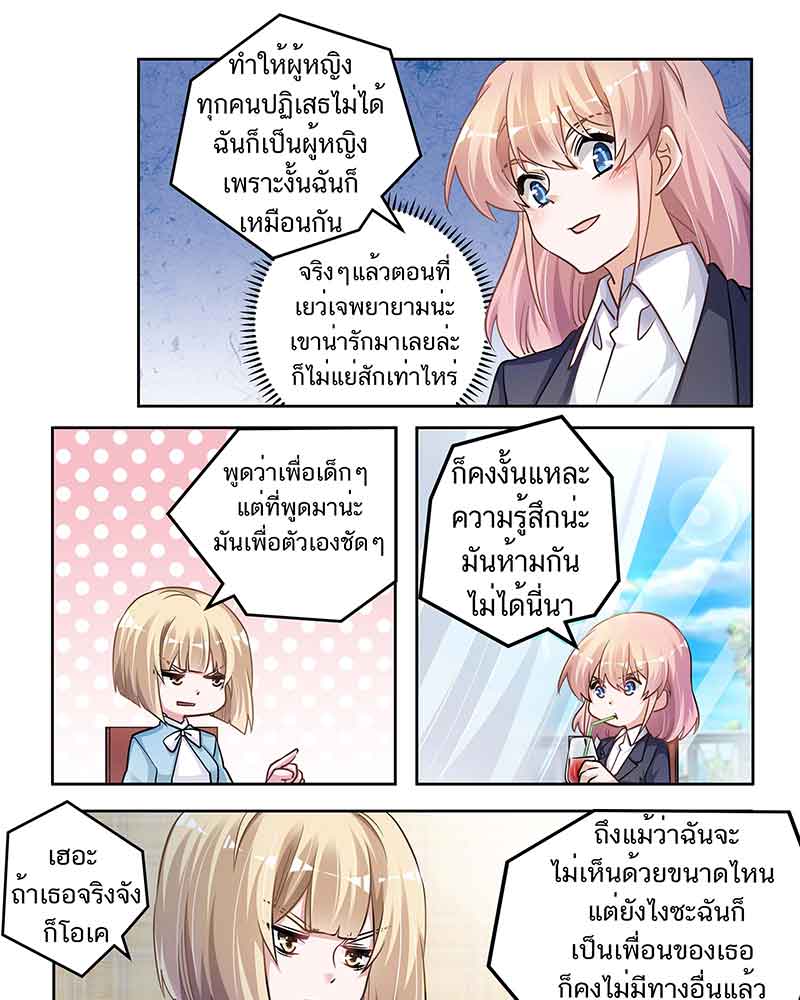 ทำให้ผู้หญิง
ทุกคนปฏิเสธไม่ได้
ฉันก็เป็นผู้หญิง
เพราะงั้นฉันก็
เหมือนกัน
จริงๆแล้วตอนที่
เยว่เจพยายามน่ะ
เขาน่ารักมาเลยล่ะ
ก็ไม่แย่สักเท่าไหร่
พูดว่าเพื่อเด็กๆ
แต่ที่พูดมาน่ะ
มันเพื่อตัวเองชัดๆ
ก็คงงั้นแหละ
ความรู้สึกน่ะ
มันห้ามกัน
ไม่ได้นี่นา
เฮอะ
ถ้าเธอจริงจัง
ก็โอเค
ถึงแม้ว่าฉันจะ
ไม่เห็นด้วยขนาดไหน
แต่ยังไงซะฉันก็
เป็นเพื่อนของเธอ
ก็คงไม่มีทางอื่นแล้ว